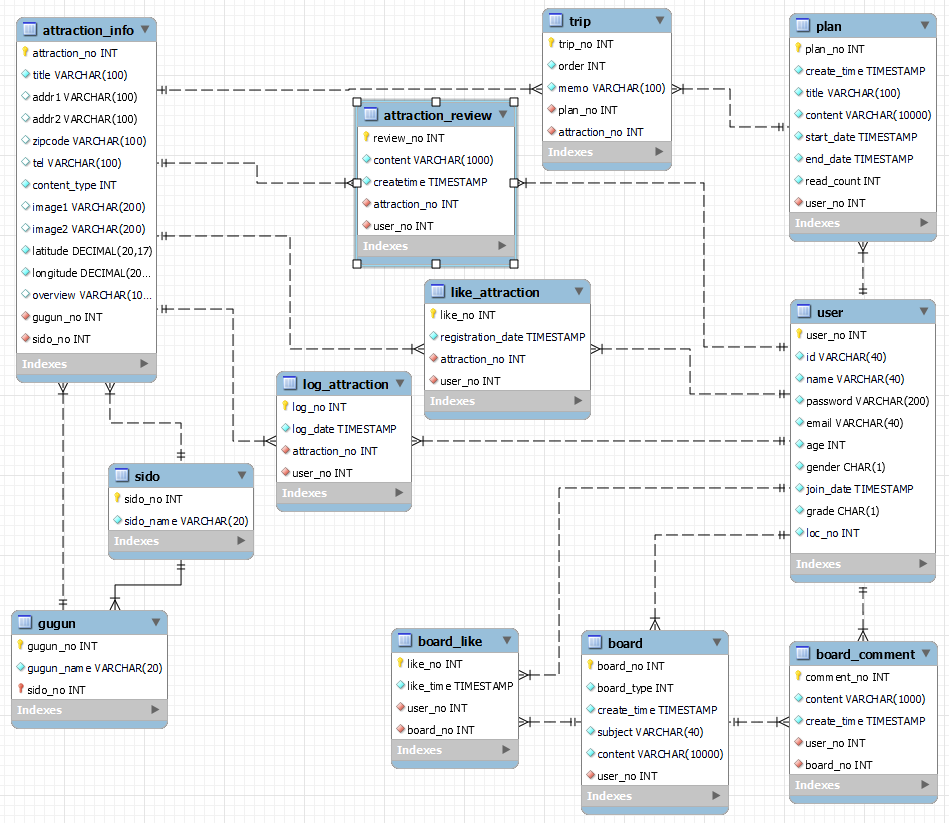 attraction_info
attraction_no INT
title VARCHAR(100)
addr1 VARCHAR(100)
addr2 VARCHAR(100)
zipcode VARCHAR(100)
tel VARCHAR(100)
content_type INT
image1 VARCHAR(200)
image2 VARCHAR(200)
latitude DECIMAL(20,17)
longitude DECIMAL(20...
overview VARCHAR(10...
gugun_no INT
sido_no INT
Indexes
trip
trip_no INT
order INT
memo VARCHAR(100)
plan_no INT
attraction_no INT
Indexes
plan
plan_no INT
create_time TIMESTAMP
title VARCHAR(100)
content VARCHAR(10000)
start_date TIMESTAMP
end_date TIMESTAMP
read_count INT
user_no INT
Indexes
attraction_review
review_no INT
content VARCHAR(1000)
createtime TIMESTAMP
attraction_no INT
user_no INT
Indexes
like_attraction
like_no INT
registration_date TIMESTAMP
attraction_no INT
user_no INT
Indexes
user
user_no INT
id VARCHAR(40)
name VARCHAR(40)
password VARCHAR(200)
email VARCHAR(40)
age INT
gender CHAR(1)
join_date TIMESTAMP
grade CHAR(1)
loc_no INT
Indexes
log_attraction
log_no INT
log_date TIMESTAMP
attraction_no INT
user_no INT
Indexes
sido
sido_no INT
sido_name VARCHAR(20)
Indexes
gugun
gugun_no INT
gugun_name VARCHAR(20)
sido_no INT
Indexes
board_like
like_no INT
like_time TIMESTAMP
user_no INT
board_no INT
Indexes
board
board_no INT
board_type INT
create_time TIMESTAMP
subject VARCHAR(40)
content VARCHAR(10000)
user_no INT
Indexes
board_comment
comment_no INT
content VARCHAR(1000)
create_time TIMESTAMP
user_no INT
board_no INT
Indexes